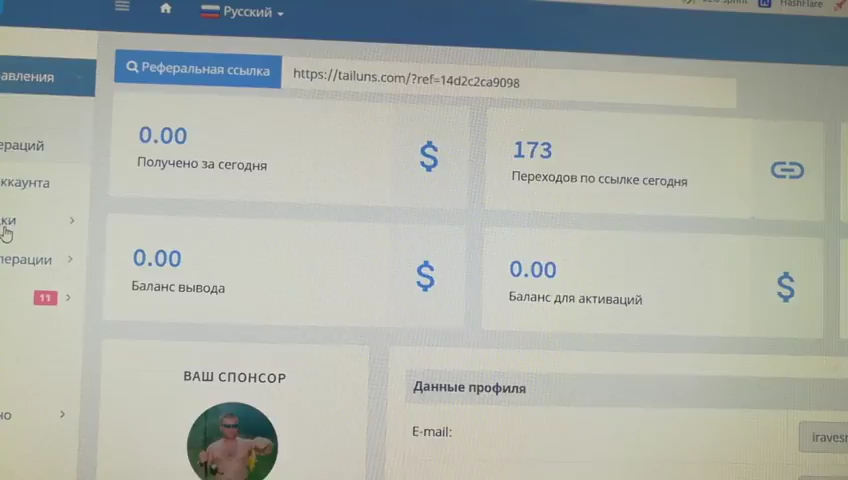 HashFlare
Русский
авления
Реферальная ссылка
https://tailuns.com/?ref=14d2c2ca9098
ераций
0.00
Получено за сегодня
$
173
Переходов по ссылке сегодня
ккаунта
ки
перации
0.00
Баланс вывода
$
0.00
Баланс для активаций
$
11
ВАШ СПОНСОР
Данные профиля
но
E-mail:
iraves